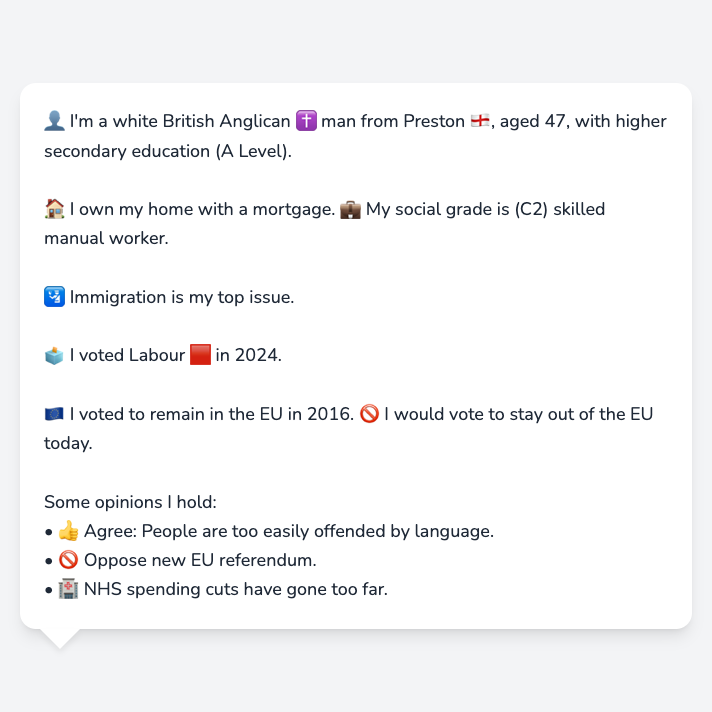 👤 I'm a white British Anglican ✝️ man from Preston 🏴󠁧󠁢󠁥󠁮󠁧󠁿, aged 47, with higher
secondary education (A Level).
🏠 I own my home with a mortgage. 💼 My social grade is (C2) skilled
manual worker.
🛂 Immigration is my top issue.
🗳️ I voted Labour 🟥 in 2024.
🇪🇺 I voted to remain in the EU in 2016. 🚫 I would vote to stay out of the EU
today.
Some opinions I hold:
• 👍 Agree: People are too easily offended by language.
• 🚫 Oppose new EU referendum.
• 🏥 NHS spending cuts have gone too far.